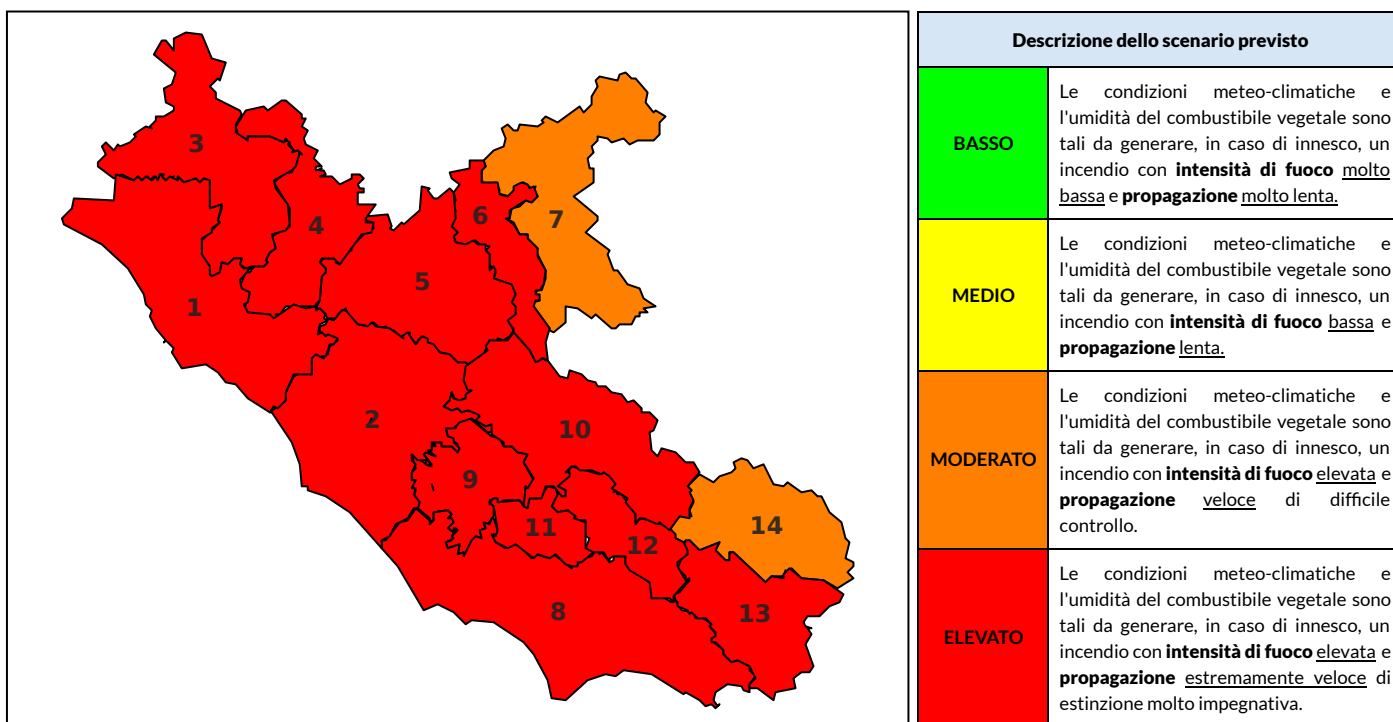 3
4
6
7
5
1
2
10
9
11
12
14
8
13
Descrizione dello scenario previsto
BASSO
Le condizioni meteo-climatiche e
l'umidità del combustibile vegetale sono
tali da generare, in caso di innesco, un
incendio con intensità di fuoco molto
bassa e propagazione molto lenta.
MEDIO
Le condizioni meteo-climatiche e
l'umidità del combustibile vegetale sono
tali da generare, in caso di innesco, un
incendio con intensità di fuoco bassa e
propagazione lenta.
MODERATO
Le condizioni meteo-climatiche e
l'umidità del combustibile vegetale sono
tali da generare, in caso di innesco, un
incendio con intensità di fuoco elevata e
propagazione veloce di difficile
controllo.
ELEVATO
Le condizioni meteo-climatiche e
l'umidità del combustibile vegetale sono
tali da generare, in caso di innesco, un
incendio con intensità di fuoco elevata e
propagazione estremamente veloce di
estinzione molto impegnativa.